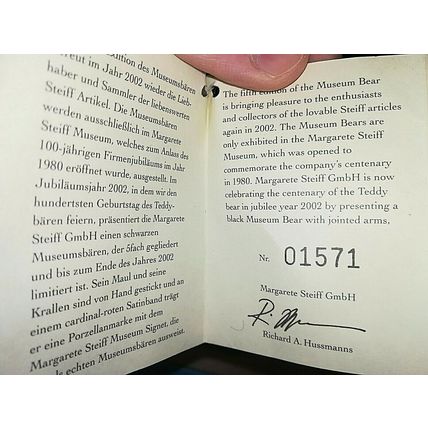 dition des Museumsbären
reut im Jahr 2002 wieder die Lieb-
haber und Sammler der liebenswerten
Steiff Artikel. Die Museumsbären
werden ausschließlich im Margarete
Steiff Museum, welches zum Anlass des
100-jährigen Firmenjubiläums im Jahr
1980 eröffnet wurde, ausgestellt. Im
Jubiläumsjahr 2002, in dem wir den
hundertsten Geburtstag des Teddy-
bären feiern, präsentiert die Margarete
Steiff GmbH einen schwarzen
Museumsbären, der 5fach gegliedert
und bis zum Ende des Jahres 2002
limitiert ist. Sein Maul und seine
Krallen sind von Hand gestickt und an
einem cardinal-roten Satinband trägt
er eine Porzellanmarke mit dem
Margarete Steiff Museum Signet, die
echten Museumsbären ausweist.
The fifth edition of the Museum Bear
is bringing pleasure to the enthusiasts
and collectors of the lovable Steiff articles
again in 2002. The Museum Bears are
only exhibited in the Margarete Steiff
Museum, which was opened to
commemorate the company's centenary
in 1980. Margarete Steiff GmbH is now
celebrating the centenary of the Teddy
bear in jubilee year 2002 by presenting a
black Museum Bear with jointed arms.
Nr. 01571
Margarete Steiff GmbH
Richard A. Hussmanns